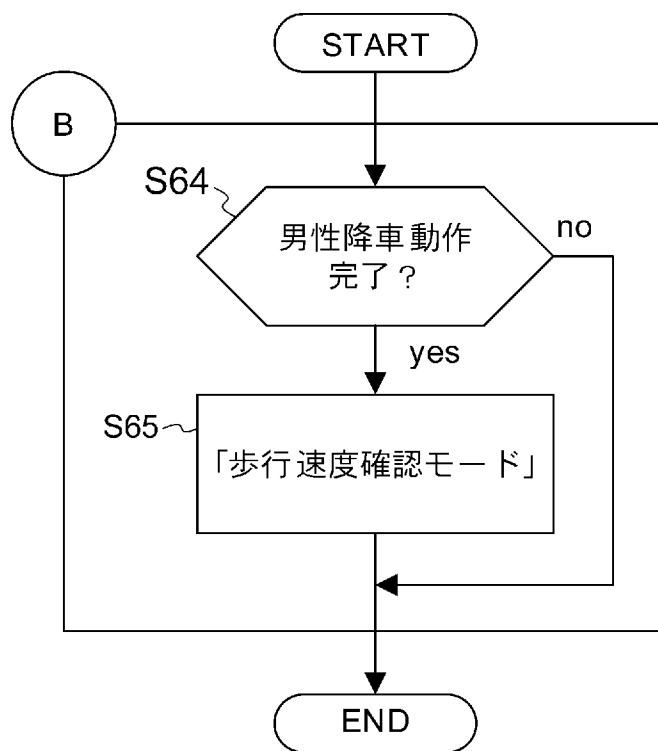 START
B
S64
男性降車動作
完了？
no
yes
S65
「歩行速度確認モード」
END